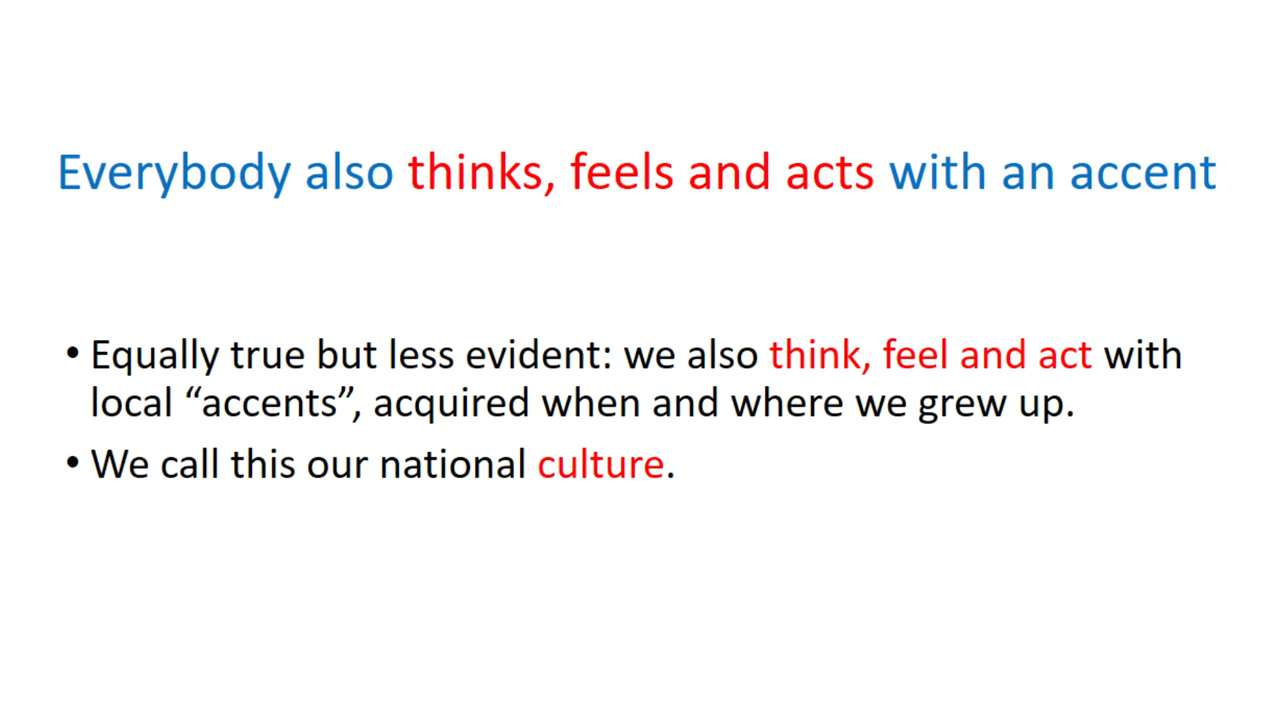 Everybody also thinks, feels and acts with an accent
• Equally true but less evident: we also think, feel and act with
local “accents”, acquired when and where we grew up.
• We call this our national culture.